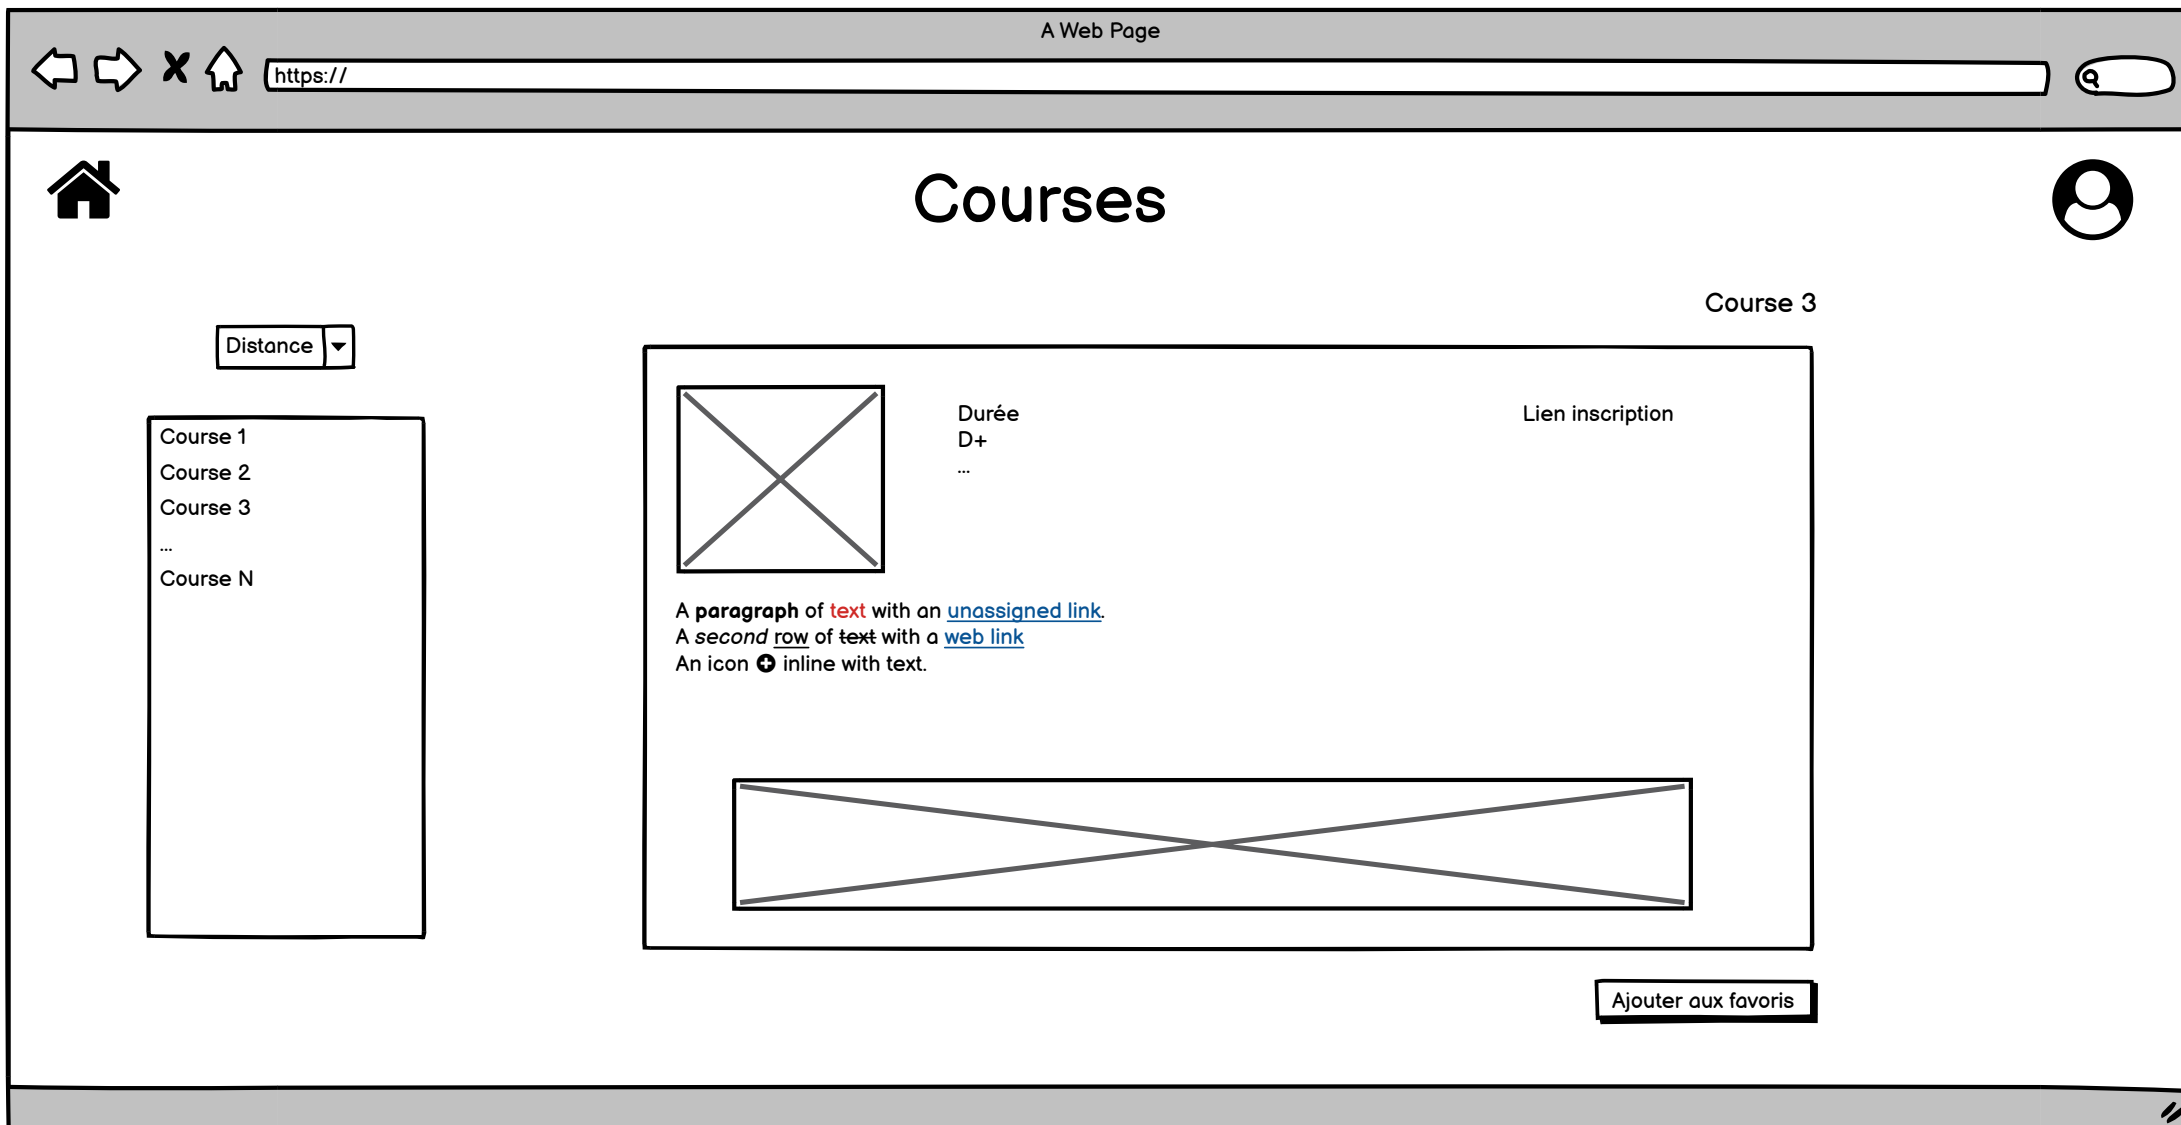 A Web Page
https://
Courses
Course 3
Distance
Course 1
Course 2
Course 3
...
Course N
Durée
D+
...
Lien inscription
A paragraph of text with an unassigned link.
A second row of text with a web link
An icon inline with text.
Ajouter aux favoris